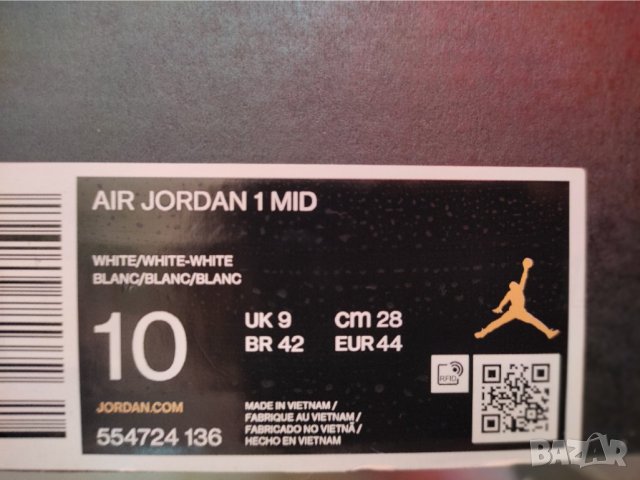 AIR JORDAN 1 MID
WHITE/WHITE-WHITE
BLANC/BLANC/BLANC
10
UK 9 CM 28
BR 42 EUR 44
RFID
JORDAN.COM
554724 136
MADE IN VIETNAM /
FABRIQUE AU VIETNAM /
FABRICADO NO VIETNÃ /
HECHO EN VIETNAM
BAZAR